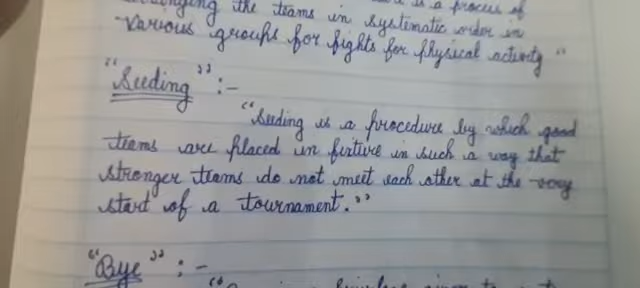 the teams in systematic order in
various groups for fights for physical activity "
"Seeding" :-
"Seeding is a procedure by which good
teams are placed in fixture in such a way that
stronger teams do not meet each other at the very
start of a tournament."
"Bye" :-